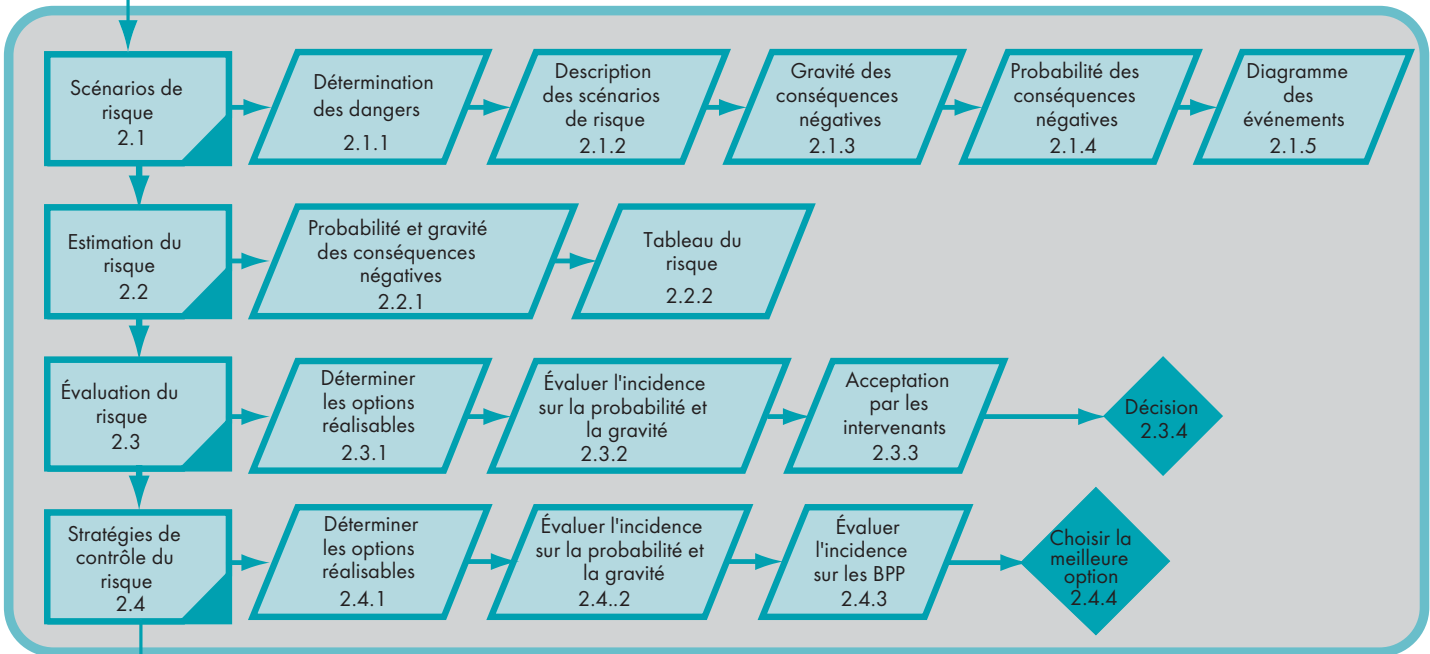 Scénarios de
risque
2.1
Détermination
des dangers
2.1.1
Description
des scénarios
de risque
2.1.2
Gravité des
conséquences
négatives
2.1.3
Probabilité des
conséquences
négatives
2.1.4
Diagramme
des
événements
2.1.5
Estimation du
risque
2.2
Probabilité et gravité
des conséquences
négatives
2.2.1
Tableau du
risque
2.2.2
Évaluation du
risque
2.3
Déterminer
les options
réalisables
2.3.1
Évaluer l'incidence
sur la probabilité et
la gravité
2.3.2
Acceptation
par les
intervenants
2.3.3
Décision
2.3.4
Stratégies de
contrôle du
risque
2.4
Déterminer
les options
réalisables
2.4.1
Évaluer l'incidence
sur la probabilité et
la gravité
2.4..2
Évaluer
l'incidence
sur les BPP
2.4.3
Choisir la
meilleure
option
2.4.4